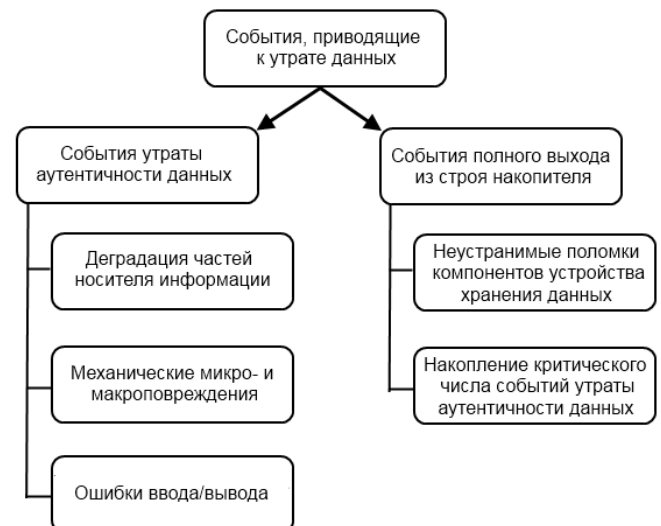 События, приводящие
к утрате данных
События утраты
аутентичности данных
Деградация частей
носителя информации
Механические микро- и
макроповреждения
Ошибки ввода/вывода
События полного выхода
из строя накопителя
Неустранимые поломки
компонентов устройства
хранения данных
Накопление критического
числа событий утраты
аутентичности данных